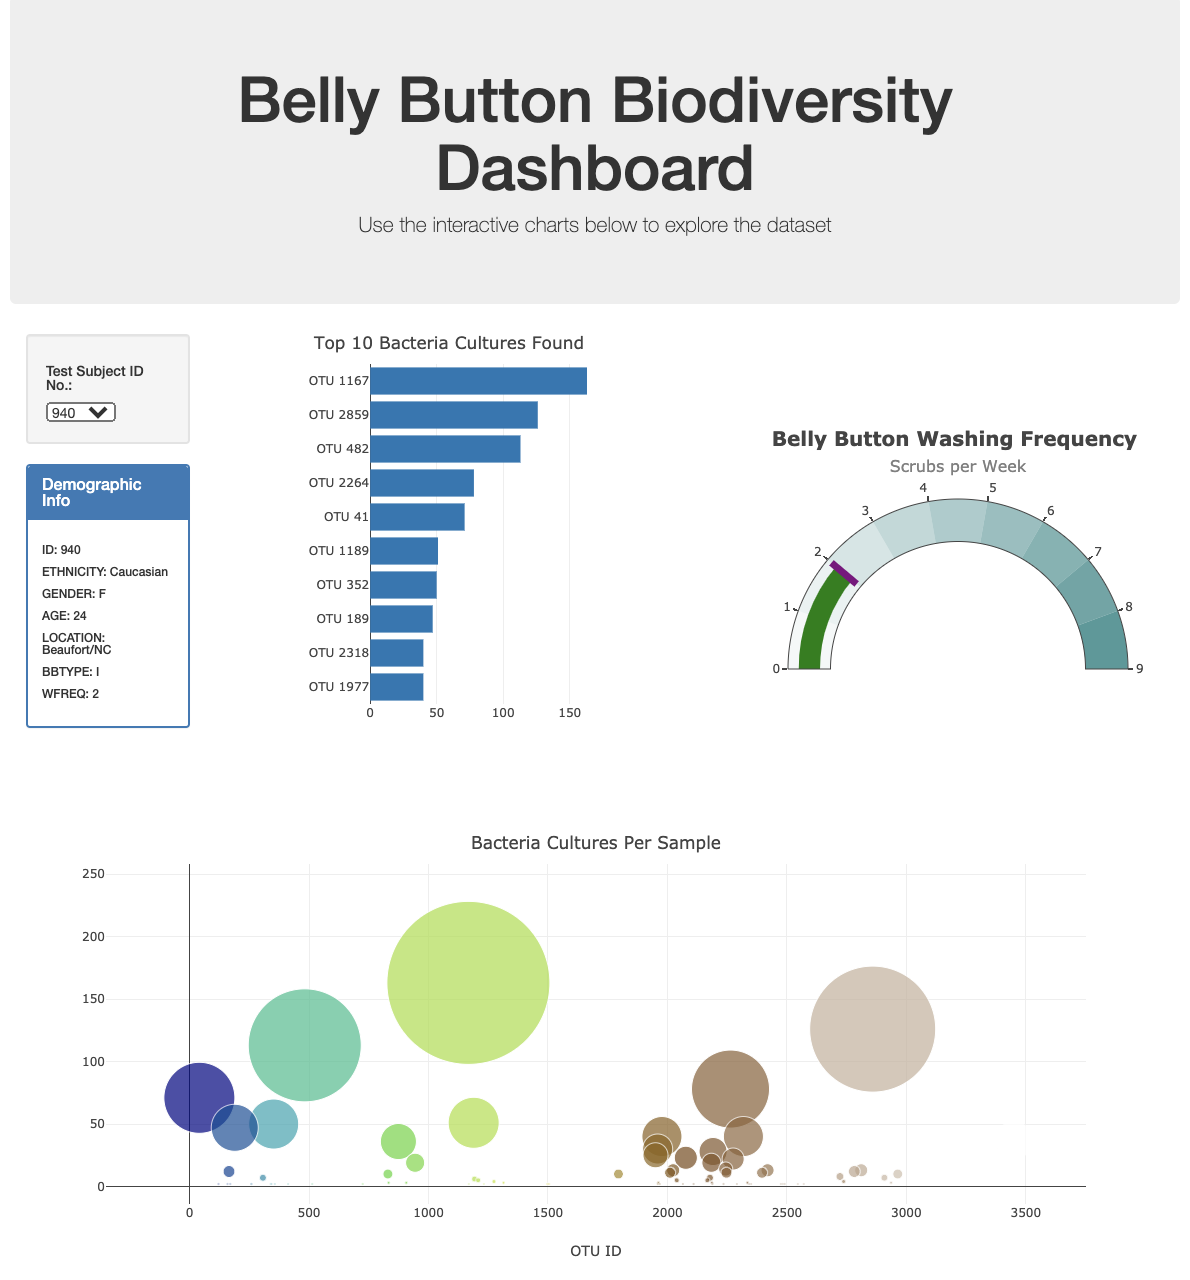 Belly Button Biodiversity
Dashboard
Use the interactive charts below to explore the dataset
Test Subject ID
No.:
940
Demographic
Info
ID: 940
ETHNICITY: Caucasian
GENDER: F
AGE: 24
LOCATION:
Beaufort/NC
BBTYPE: I
WFREQ: 2
Top 10 Bacteria Cultures Found
OTU 1167
OTU 2859
OTU 482
OTU 2264
OTU 41
OTU 1189
OTU 352
OTU 189
OTU 2318
OTU 1977
0 50 100 150
Belly Button Washing Frequency
Scrubs per Week
0
1
2
3
4
5
6
7
8
9
Bacteria Cultures Per Sample
250
200
150
100
50
0
0 500 1000 1500 2000 2500 3000 3500
OTU ID